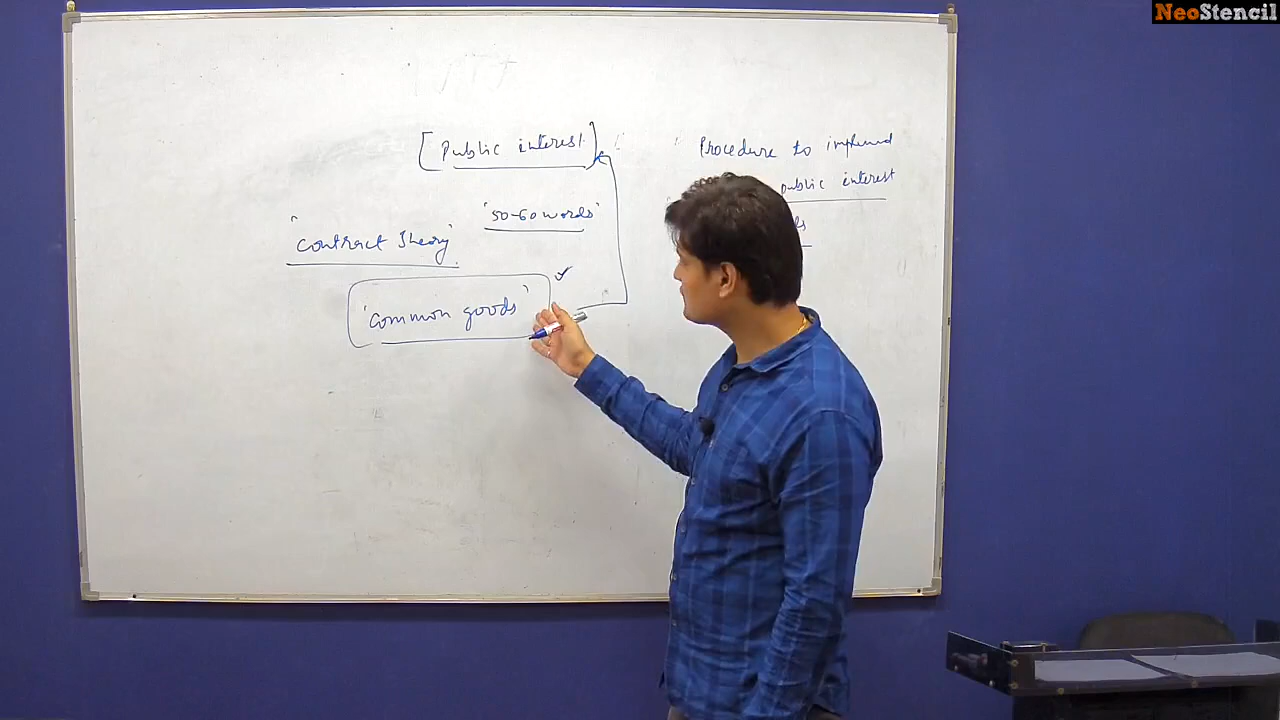 NeoStencil
[Public interest]
Procedure to implement
public interest
'50-60 words'
"Contract Theory"
'Common goods'